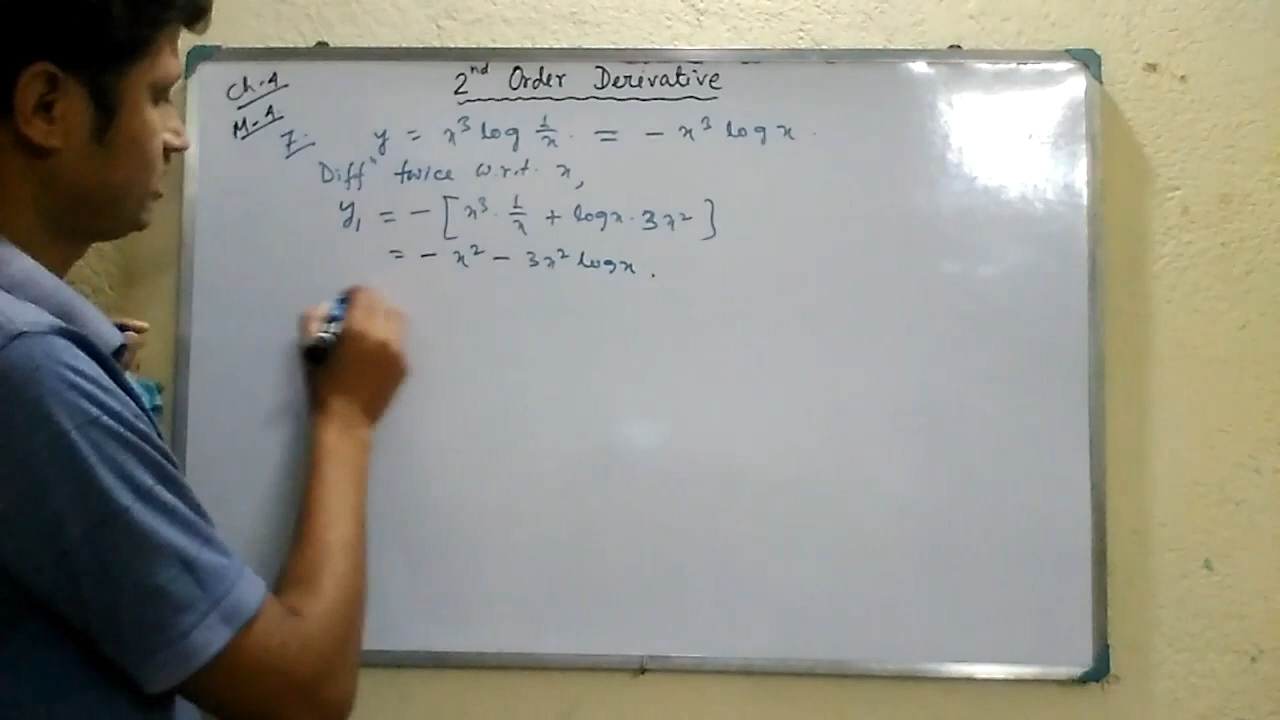 Ch-4
2nd Order Derivative
M-4.
7. y = x³ log 1/x = - x³ log x.
Diffⁿ twice w.r.t. x,
y₁ = - [x³ · 1/x + log x · 3x²]
= - x² - 3x² log x.